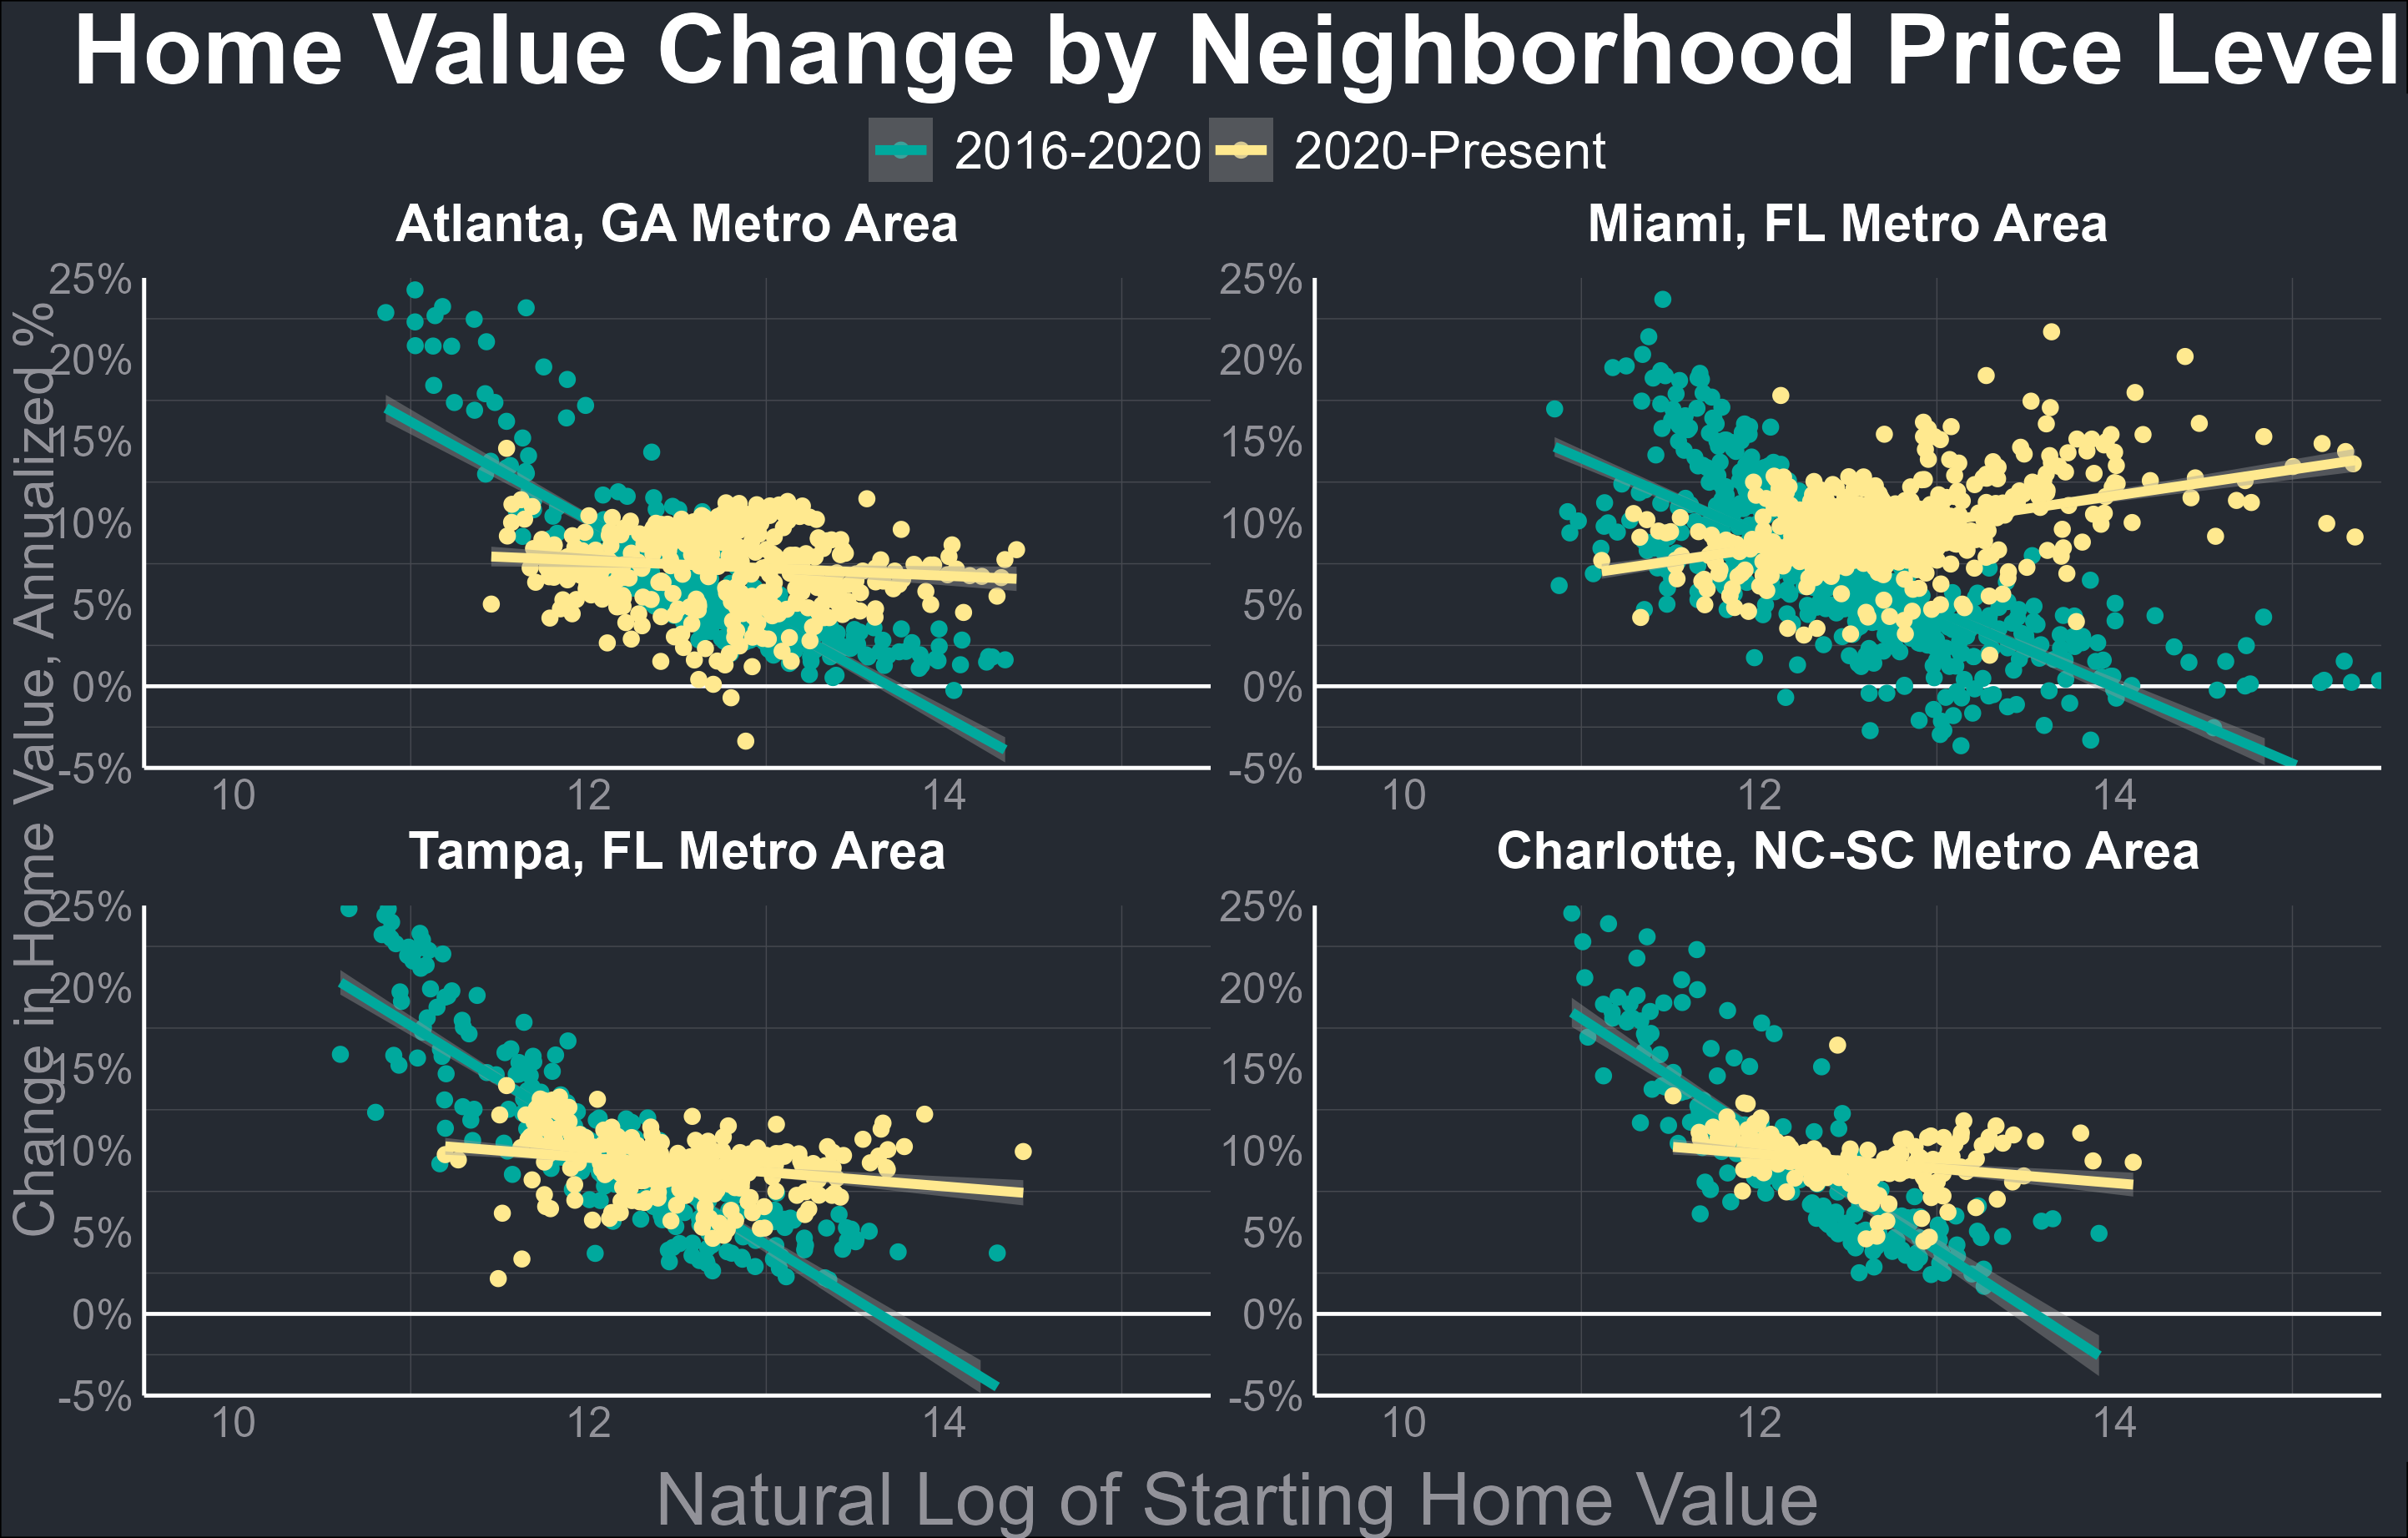 Home Value Change by Neighborhood Price Level
2016-2020 2020-Present
Atlanta, GA Metro Area
Miami, FL Metro Area
25%
20%
15%
10%
5%
0%
-5%
10 12 14
25%
20%
15%
10%
5%
0%
-5%
10 12 14
Tampa, FL Metro Area
Charlotte, NC-SC Metro Area
25%
20%
15%
10%
5%
0%
-5%
10 12 14
25%
20%
15%
10%
5%
0%
-5%
10 12 14
Change in Home Value, Annualized %
Natural Log of Starting Home Value